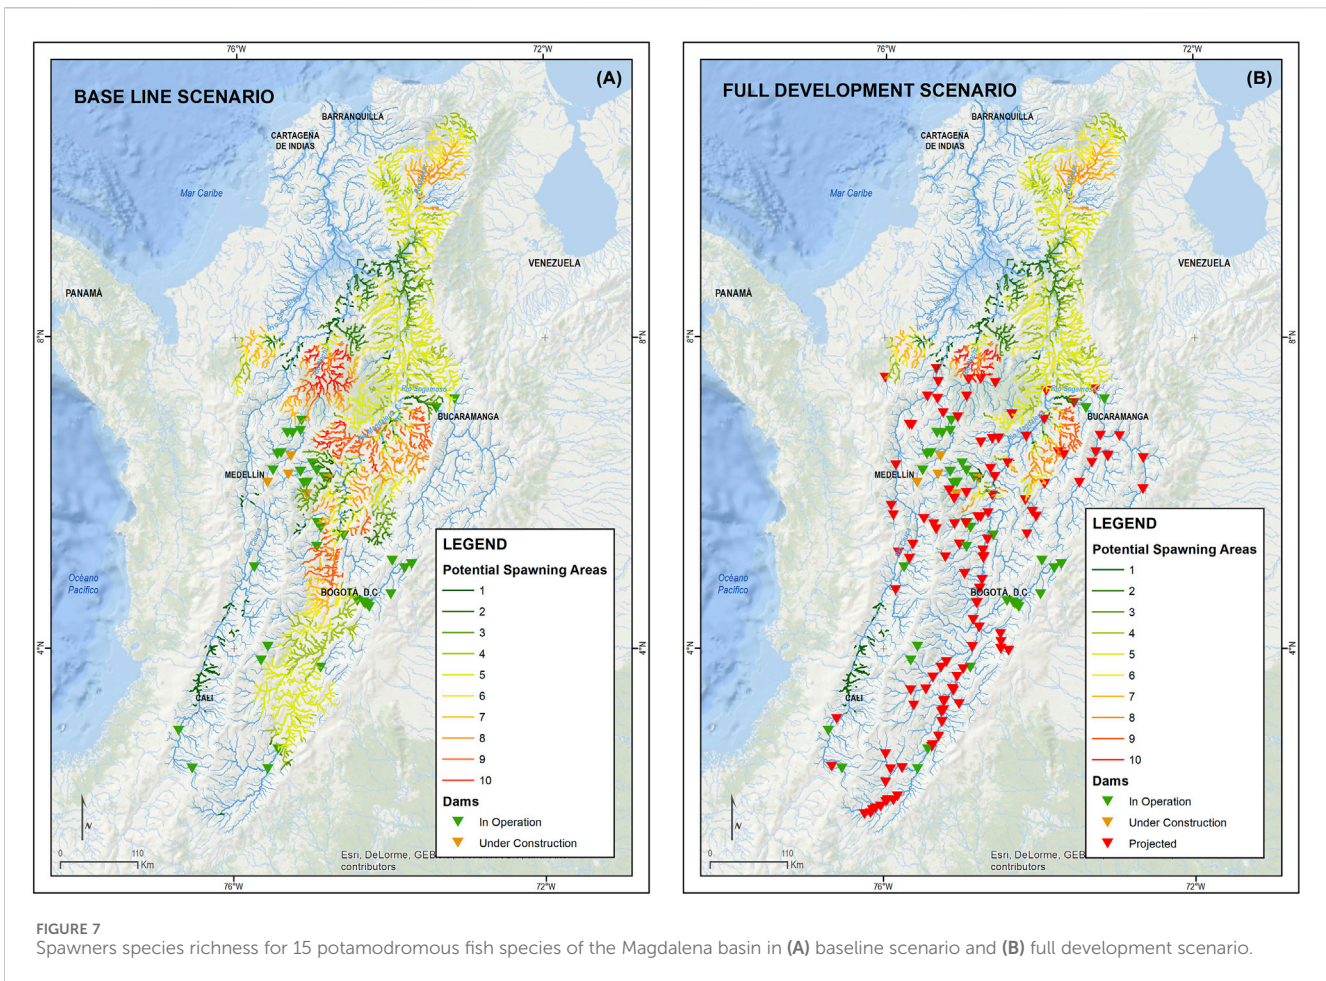 76°W
72°W
(A)
BASE LINE SCENARIO
BARRANQUILLA
CARTAGENA
DE INDIAS
Mar Caribe
VENEZUELA
PANAMÁ
8°N
8°N
Río Sogamoso
BUCARAMANGA
MEDELLÍN
BOGOTÁ, D.C.
Océano
Pacífico
4°N
CALI
LEGEND
Potential Spawning Areas
1
2
3
4
5
6
7
8
9
10
Dams
In Operation
Under Construction
N
0
110
Km
Esri, DeLorme, GEB
contributors
76°W
72°W
76°W
72°W
(B)
FULL DEVELOPMENT SCENARIO
BARRANQUILLA
CARTAGENA
DE INDIAS
Mar Caribe
VENEZUELA
PANAMÁ
8°N
8°N
Río Sogamoso
BUCARAMANGA
MEDELLÍN
BOGOTÁ, D.C.
Océano
Pacífico
4°N
4°N
CALI
LEGEND
Potential Spawning Areas
1
2
3
4
5
6
7
8
9
10
Dams
In Operation
Under Construction
Projected
N
0
110
Km
Esri, DeLorme, GEB
contributors
76°W
72°W
FIGURE 7
Spawners species richness for 15 potamodromous fish species of the Magdalena basin in (A) baseline scenario and (B) full development scenario.